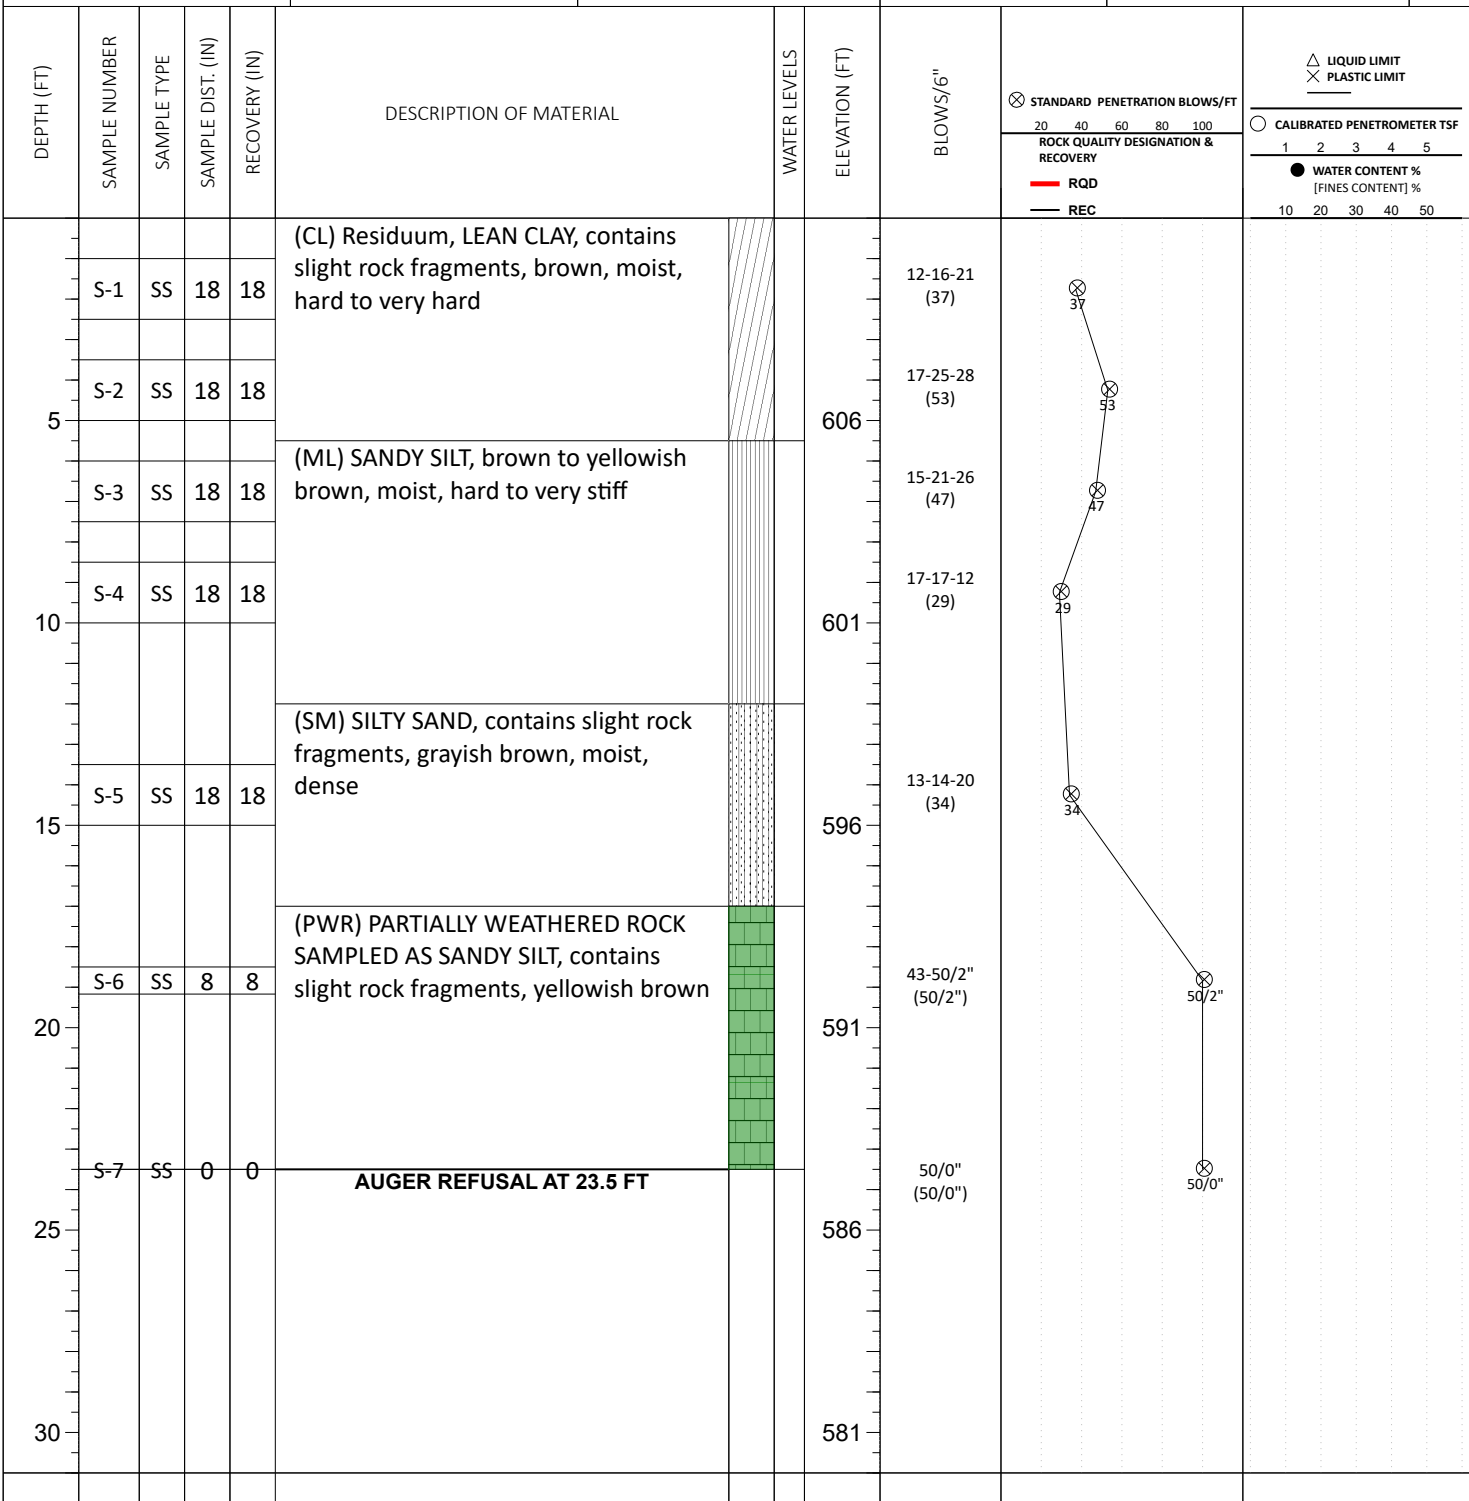 DEPTH (FT)
SAMPLE NUMBER
SAMPLE TYPE
SAMPLE DIST. (IN)
RECOVERY (IN)
DESCRIPTION OF MATERIAL
WATER LEVELS
ELEVATION (FT)
BLOWS/6"
STANDARD PENETRATION BLOWS/FT
20 40 60 80 100
ROCK QUALITY DESIGNATION &
RECOVERY
RQD
REC
LIQUID LIMIT
PLASTIC LIMIT
CALIBRATED PENETROMETER TSF
1 2 3 4 5
WATER CONTENT %
[FINES CONTENT] %
10 20 30 40 50
(CL) Residuum, LEAN CLAY, contains
slight rock fragments, brown, moist,
hard to very hard
S-1 SS 18 18
12-16-21
(37)
37
S-2 SS 18 18
17-25-28
(53)
53
5
606
(ML) SANDY SILT, brown to yellowish
brown, moist, hard to very stiff
S-3 SS 18 18
15-21-26
(47)
47
S-4 SS 18 18
17-17-12
(29)
29
10
601
(SM) SILTY SAND, contains slight rock
fragments, grayish brown, moist,
dense
S-5 SS 18 18
13-14-20
(34)
34
15
596
(PWR) PARTIALLY WEATHERED ROCK
SAMPLED AS SANDY SILT, contains
slight rock fragments, yellowish brown
S-6 SS 8 8
43-50/2"
(50/2")
50/2"
20
591
S-7 SS 0 0
AUGER REFUSAL AT 23.5 FT
50/0"
(50/0")
50/0"
25
586
30
581